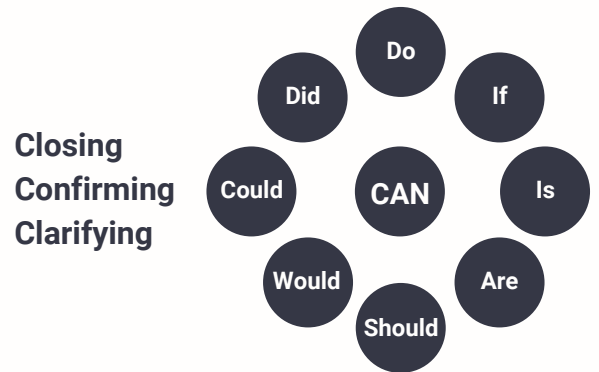 Closing
Confirming
Clarifying
Do
Did
If
Could
CAN
Is
Would
Are
Should